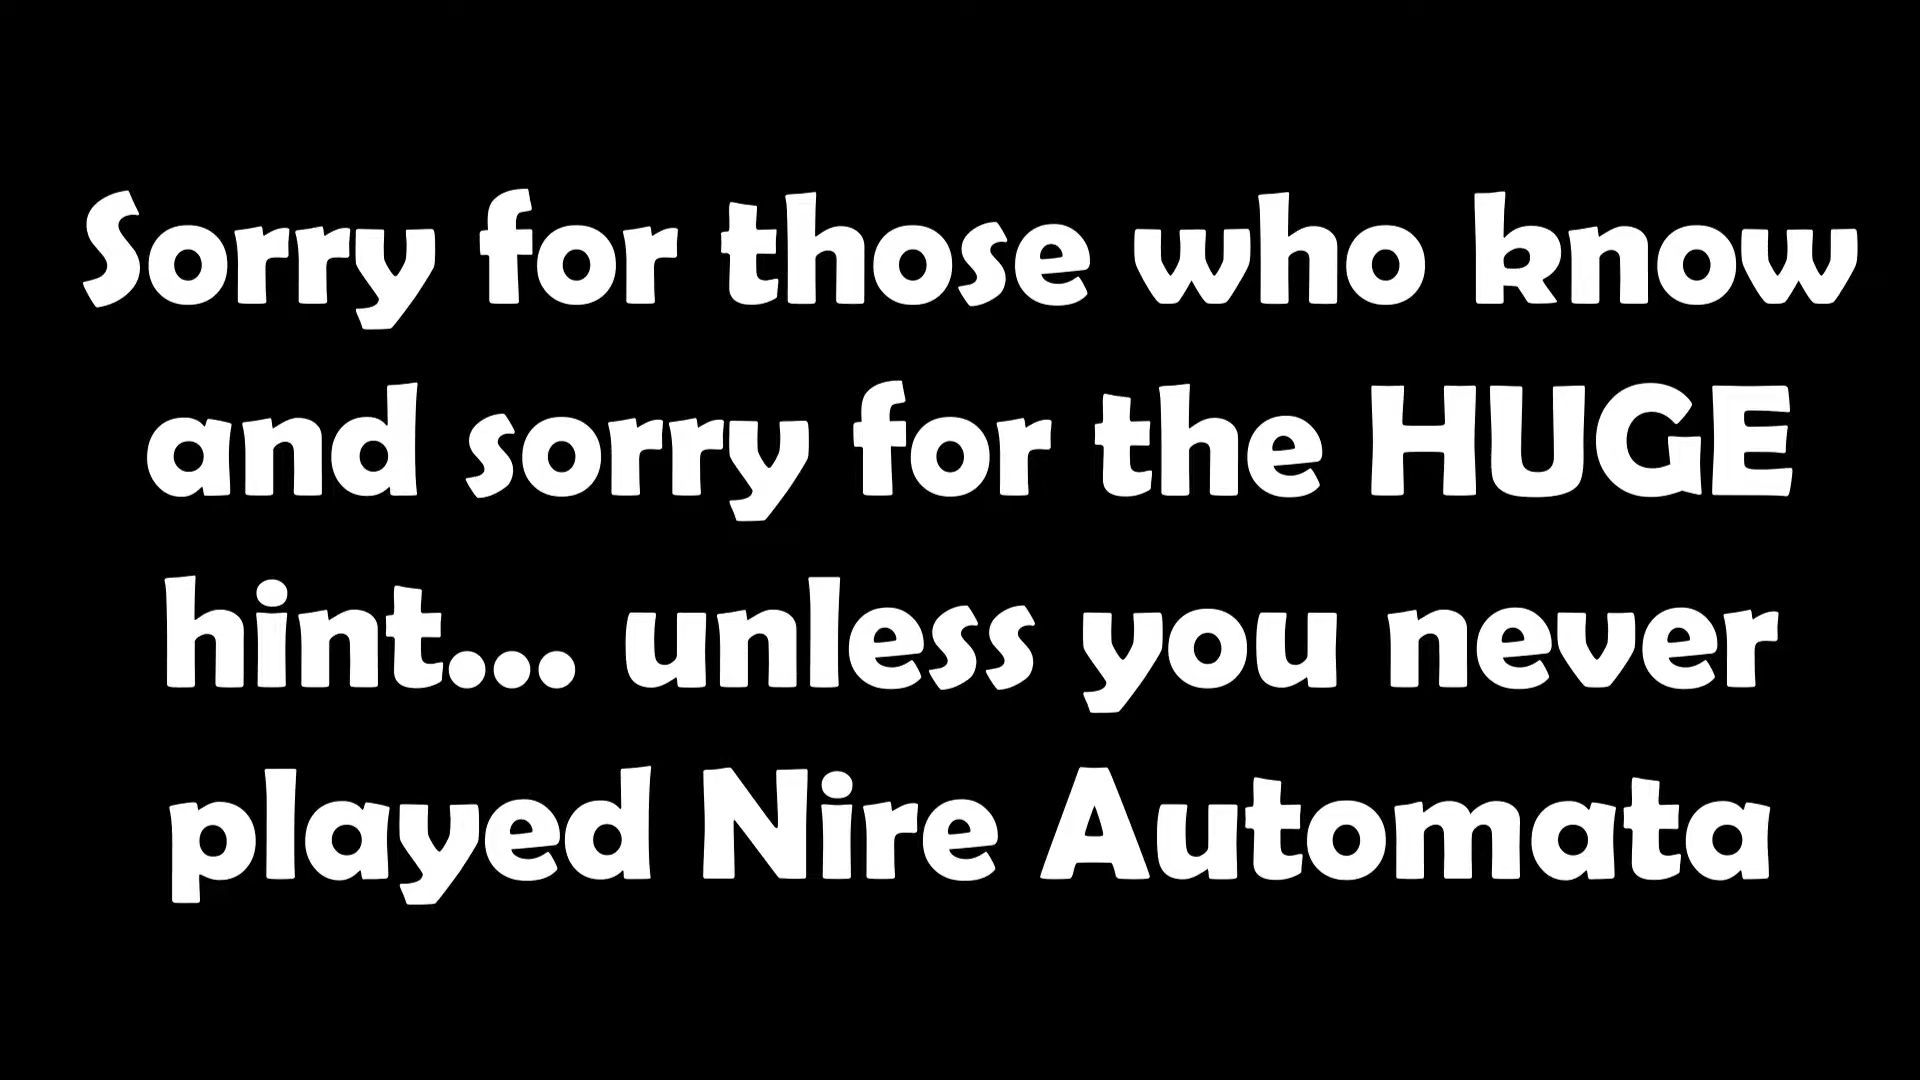 Sorry for those who know
and sorry for the HUGE
hint... unless you never
played Nire Automata